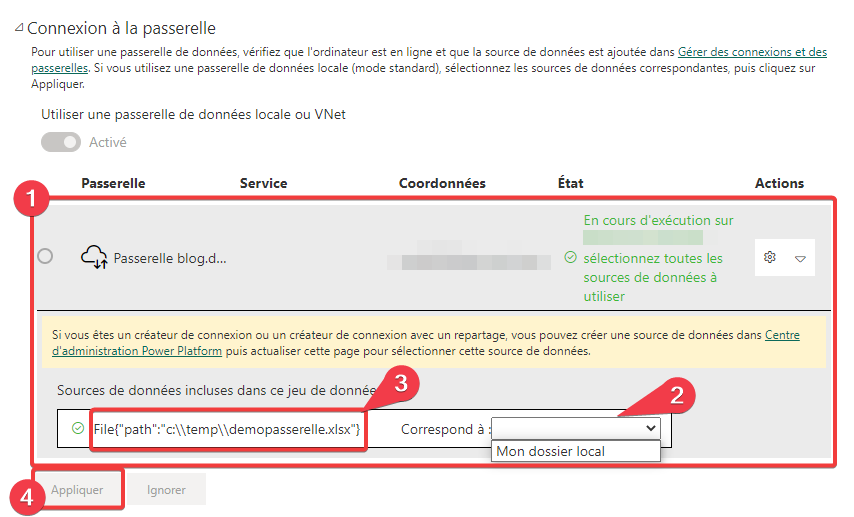 Connexion à la passerelle
Pour utiliser une passerelle de données, vérifiez que l'ordinateur est en ligne et que la source de données est ajoutée dans Gérer des connexions et des
passerelles. Si vous utilisez une passerelle de données locale (mode standard), sélectionnez les sources de données correspondantes, puis cliquez sur
Appliquer.
Utiliser une passerelle de données locale ou VNet
Activé
Passerelle Service Coordonnées État Actions
1
Passerelle blog.d...
En cours d'exécution sur
sélectionnez toutes les
sources de données à
utiliser
Si vous êtes un créateur de connexion ou un créateur de connexion avec un repartage, vous pouvez créer une source de données dans Centre
d'administration Power Platform puis actualiser cette page pour sélectionner cette source de données.
Sources de données incluses dans ce jeu de donnée
3
2
File{"path":"c:\\temp\\demopasserelle.xlsx"} Correspond à :
Mon dossier local
4
Appliquer Ignorer